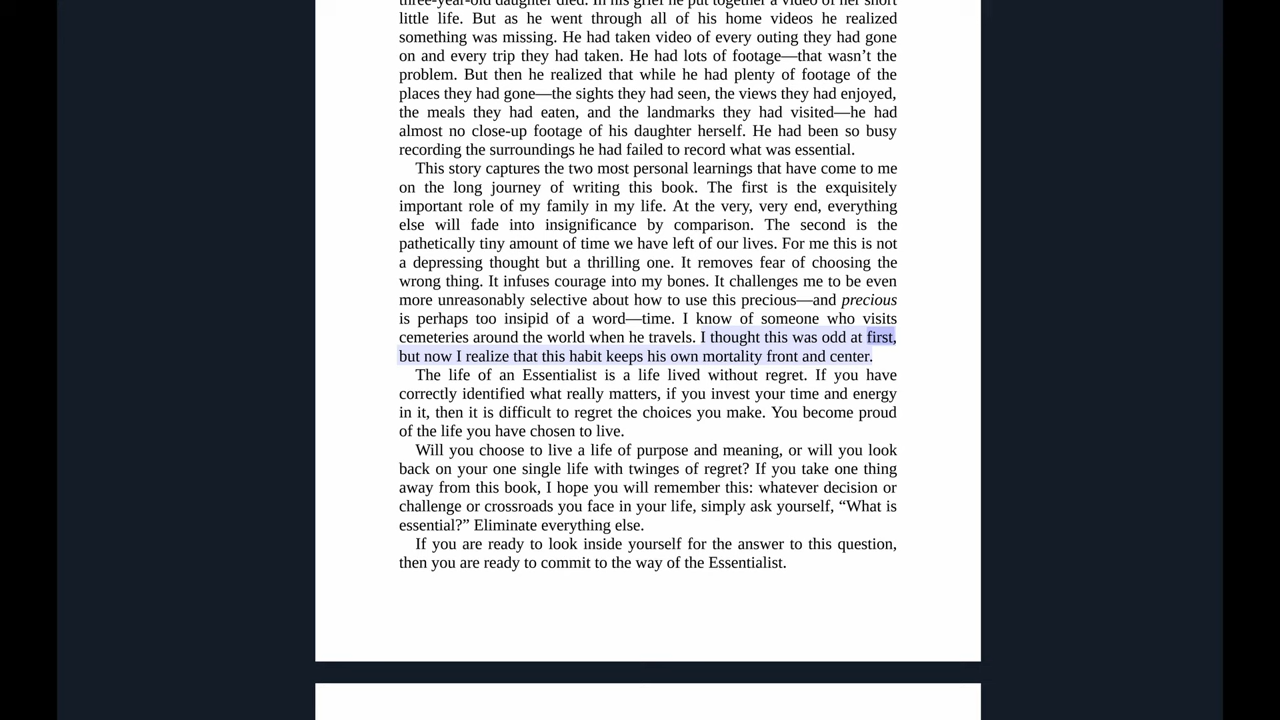 three-year-old daughter died. In his grief he put together a video of her short
little life. But as he went through all of his home videos he realized
something was missing. He had taken video of every outing they had gone
on and every trip they had taken. He had lots of footage—that wasn’t the
problem. But then he realized that while he had plenty of footage of the
places they had gone—the sights they had seen, the views they had enjoyed,
the meals they had eaten, and the landmarks they had visited—he had
almost no close-up footage of his daughter herself. He had been so busy
recording the surroundings he had failed to record what was essential.
This story captures the two most personal learnings that have come to me
on the long journey of writing this book. The first is the exquisitely
important role of my family in my life. At the very, very end, everything
else will fade into insignificance by comparison. The second is the
pathetically tiny amount of time we have left of our lives. For me this is not
a depressing thought but a thrilling one. It removes fear of choosing the
wrong thing. It infuses courage into my bones. It challenges me to be even
more unreasonably selective about how to use this precious—and precious
is perhaps too insipid of a word—time. I know of someone who visits
cemeteries around the world when he travels. I thought this was odd at first,
but now I realize that this habit keeps his own mortality front and center.
The life of an Essentialist is a life lived without regret. If you have
correctly identified what really matters, if you invest your time and energy
in it, then it is difficult to regret the choices you make. You become proud
of the life you have chosen to live.
Will you choose to live a life of purpose and meaning, or will you look
back on your one single life with twinges of regret? If you take one thing
away from this book, I hope you will remember this: whatever decision or
challenge or crossroads you face in your life, simply ask yourself, “What is
essential?” Eliminate everything else.
If you are ready to look inside yourself for the answer to this question,
then you are ready to commit to the way of the Essentialist.